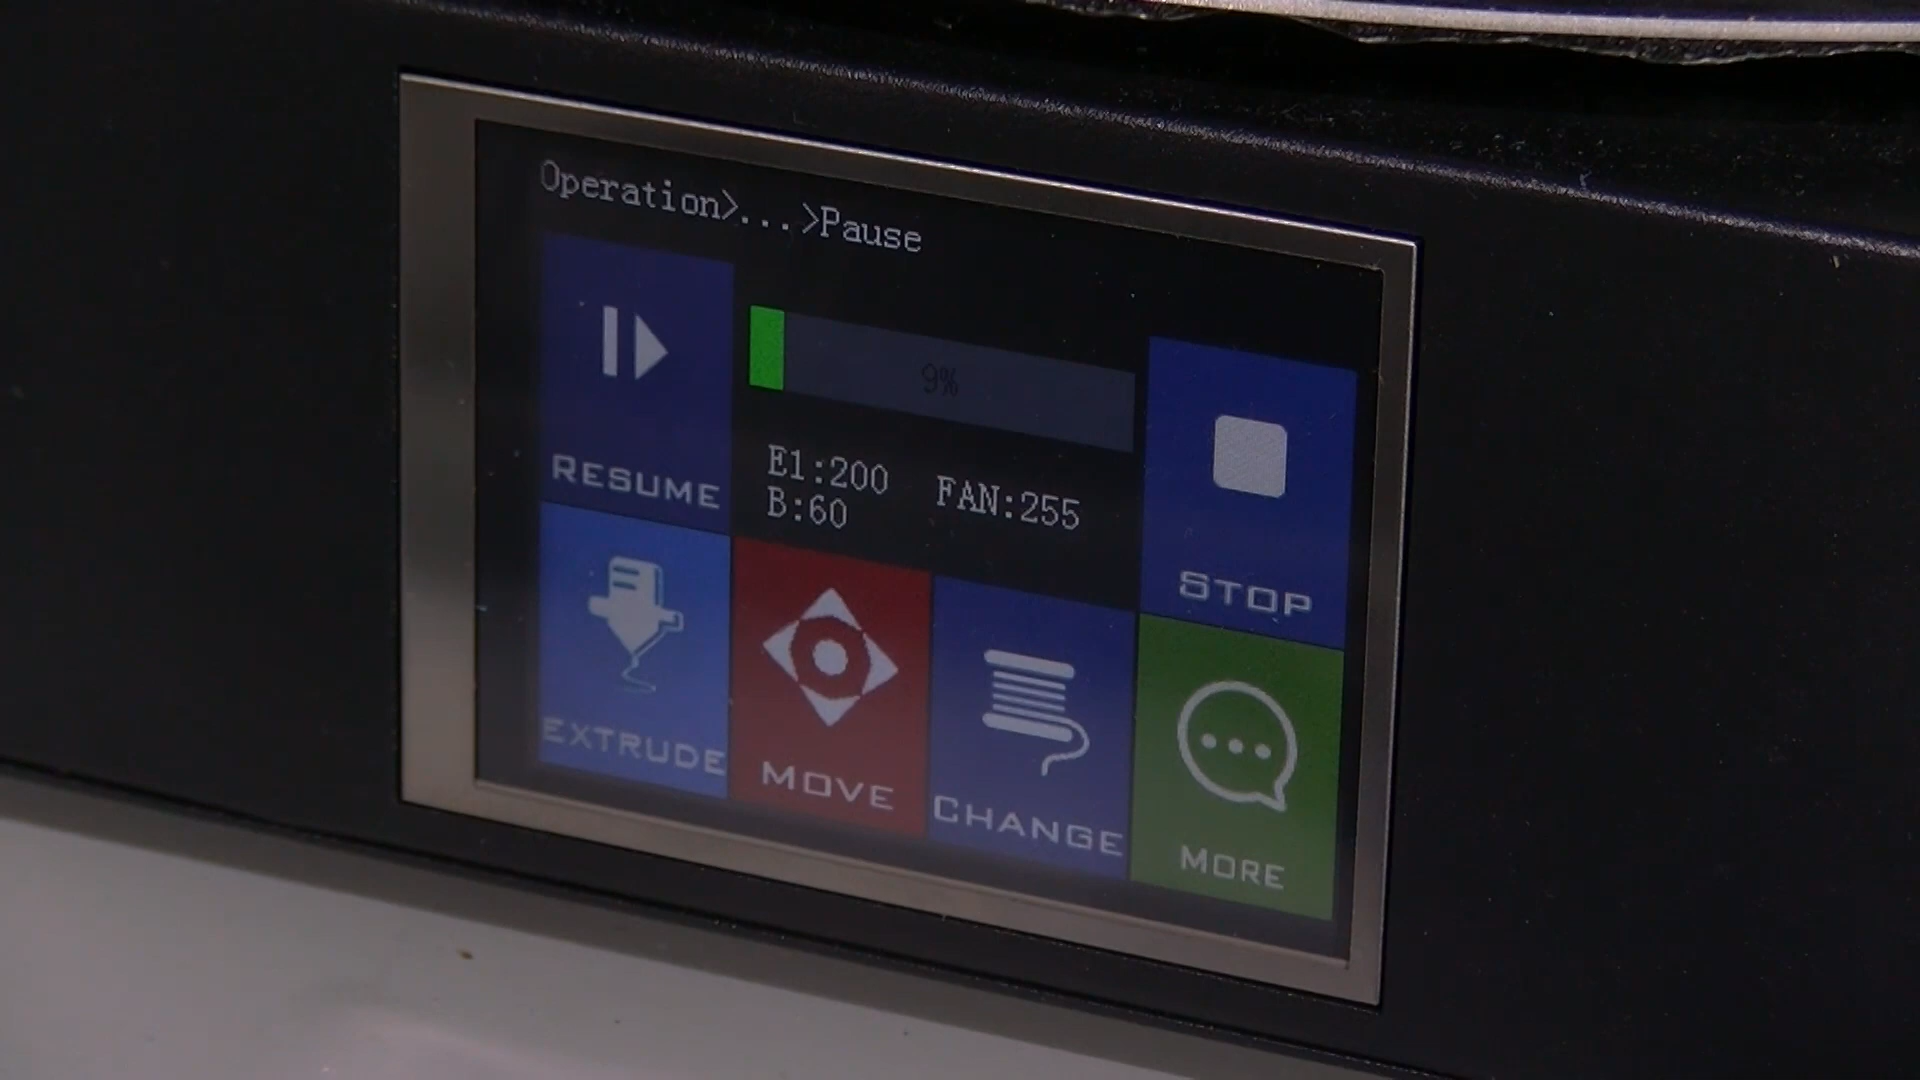 Operation>...>Pause
9%
RESUME
E1:200 FAN:255
B:60
STOP
EXTRUDE
MOVE
CHANGE
MORE